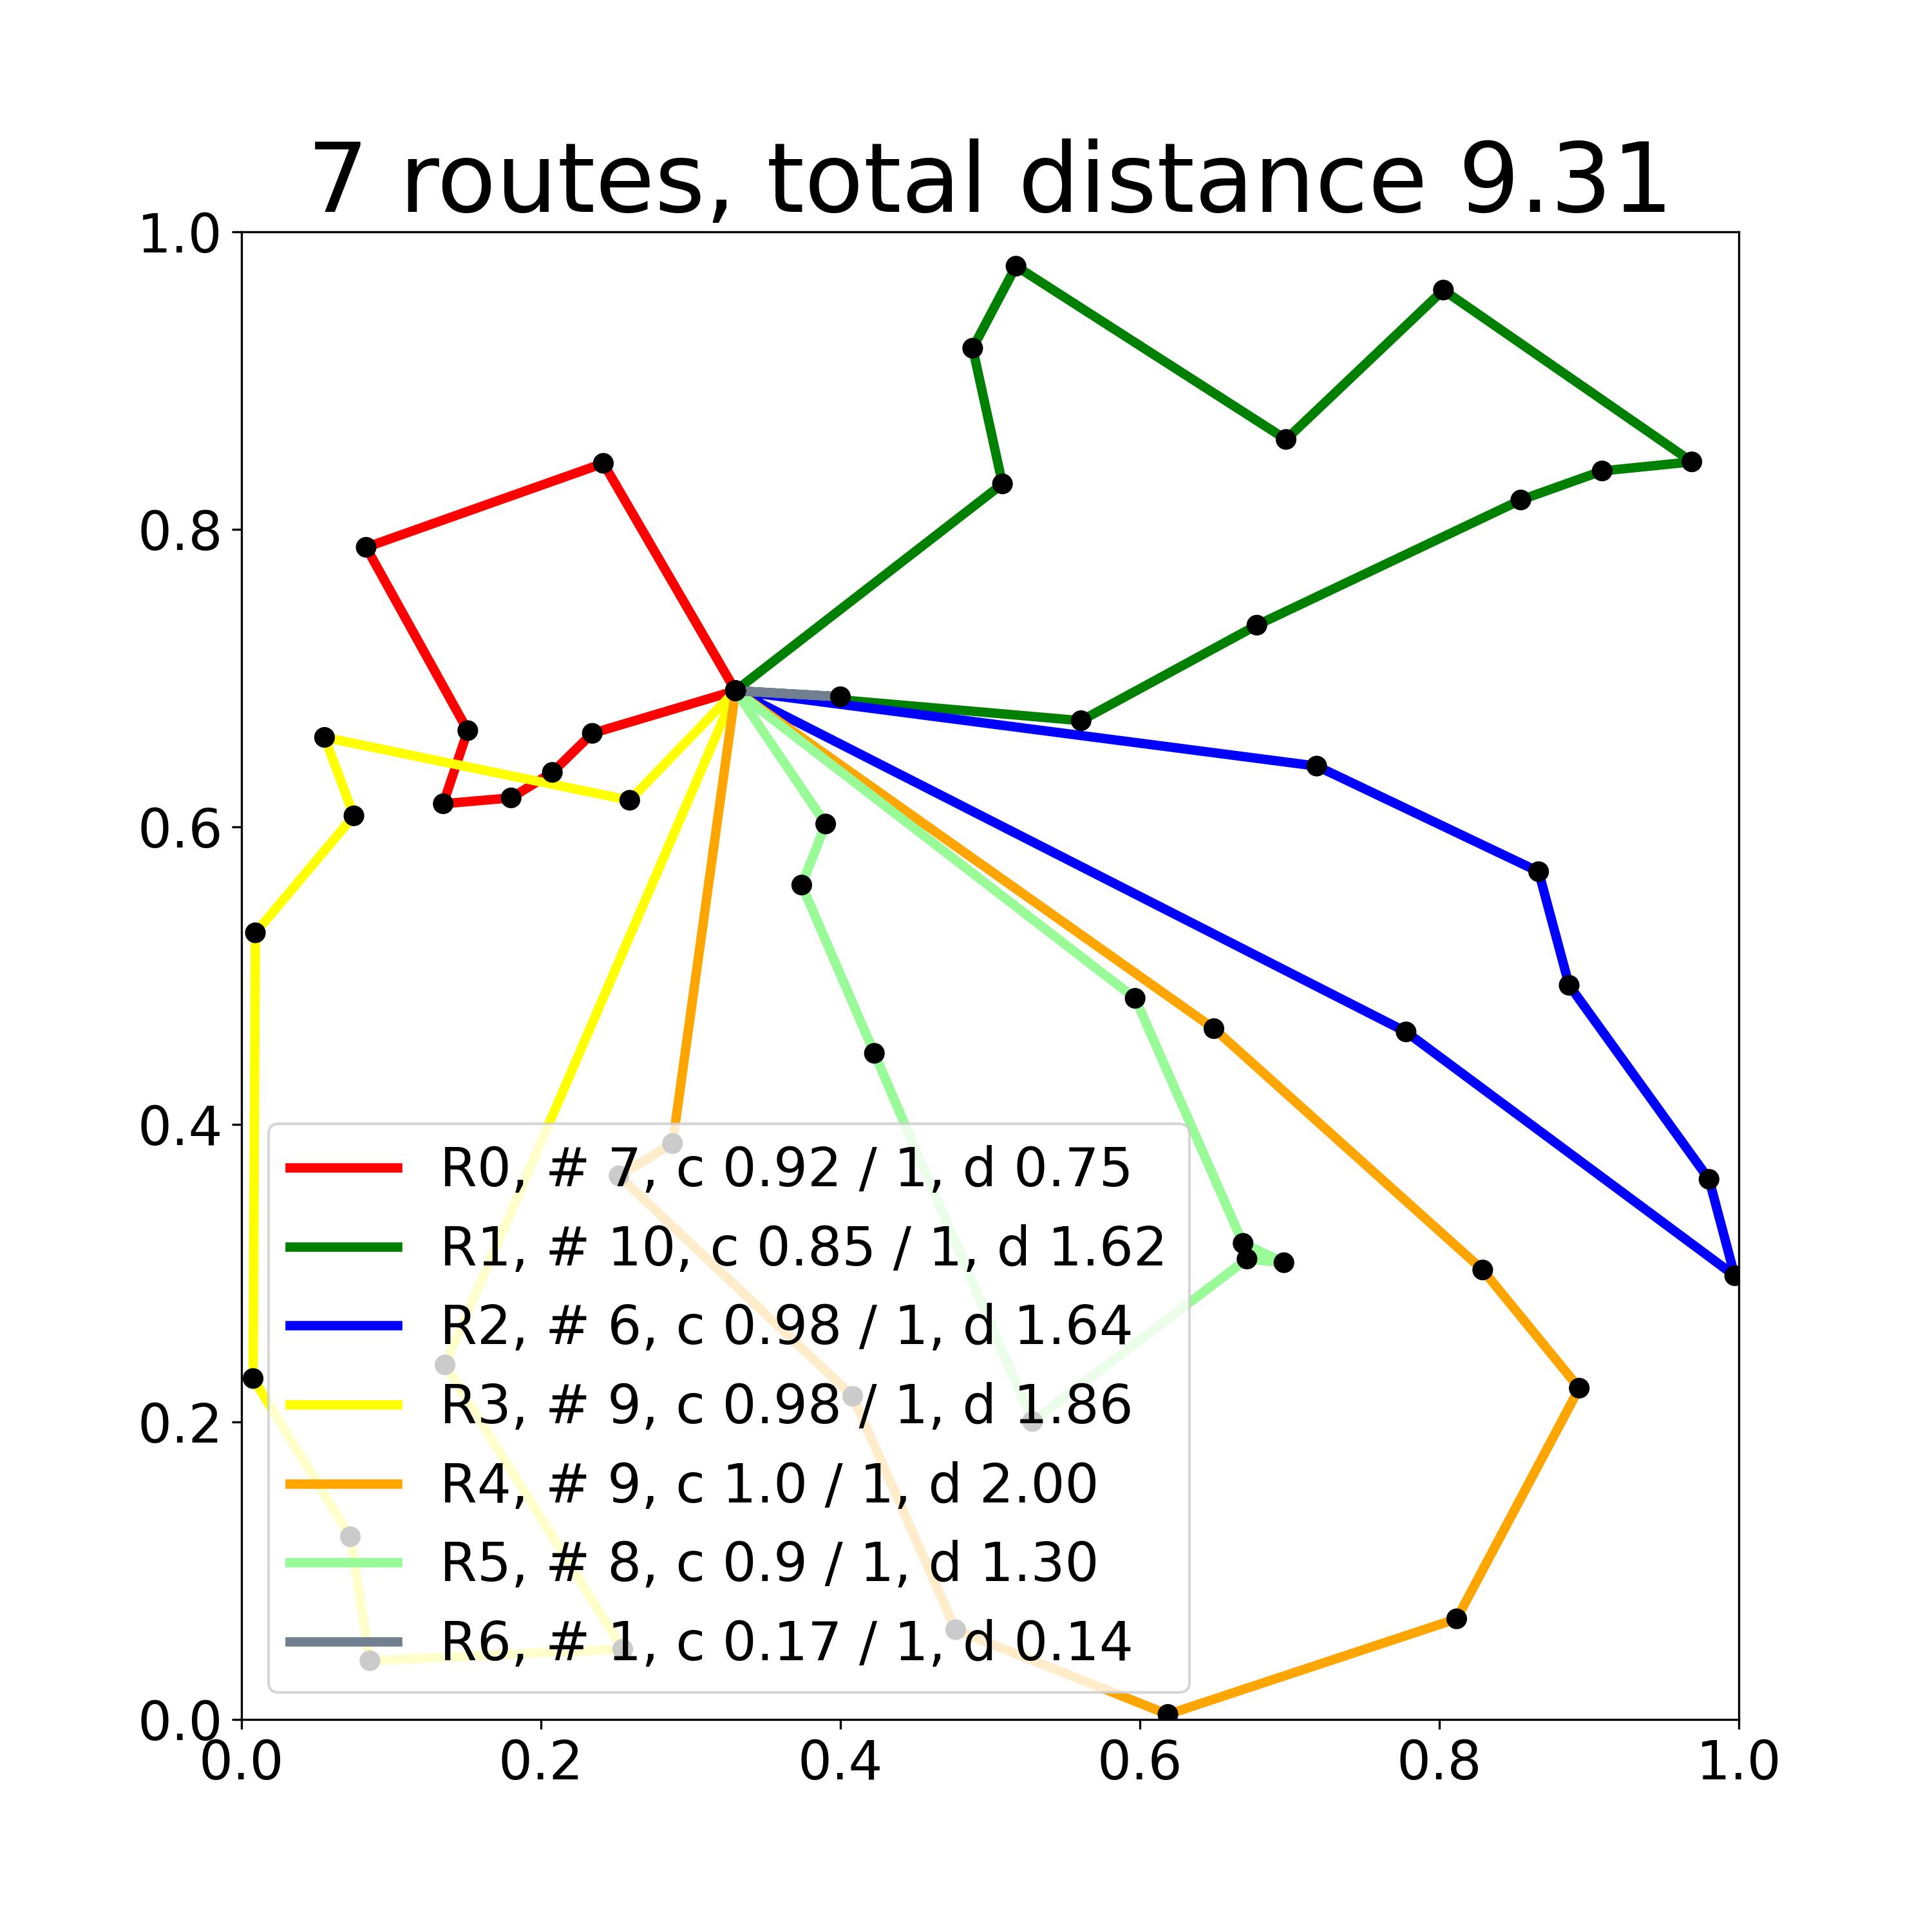 7 routes, total distance 9.31
1.0
0.8
0.6
0.4
0.2
0.0
R0, # 7, c 0.92 / 1, d 0.75
R1, # 10, c 0.85 / 1, d 1.62
R2, # 6, c 0.98 / 1, d 1.64
R3, # 9, c 0.98 / 1, d 1.86
R4, # 9, c 1.0 / 1, d 2.00
R5, # 8, c 0.9 / 1, d 1.30
R6, # 1, c 0.17 / 1, d 0.14
0.0 0.2 0.4 0.6 0.8 1.0